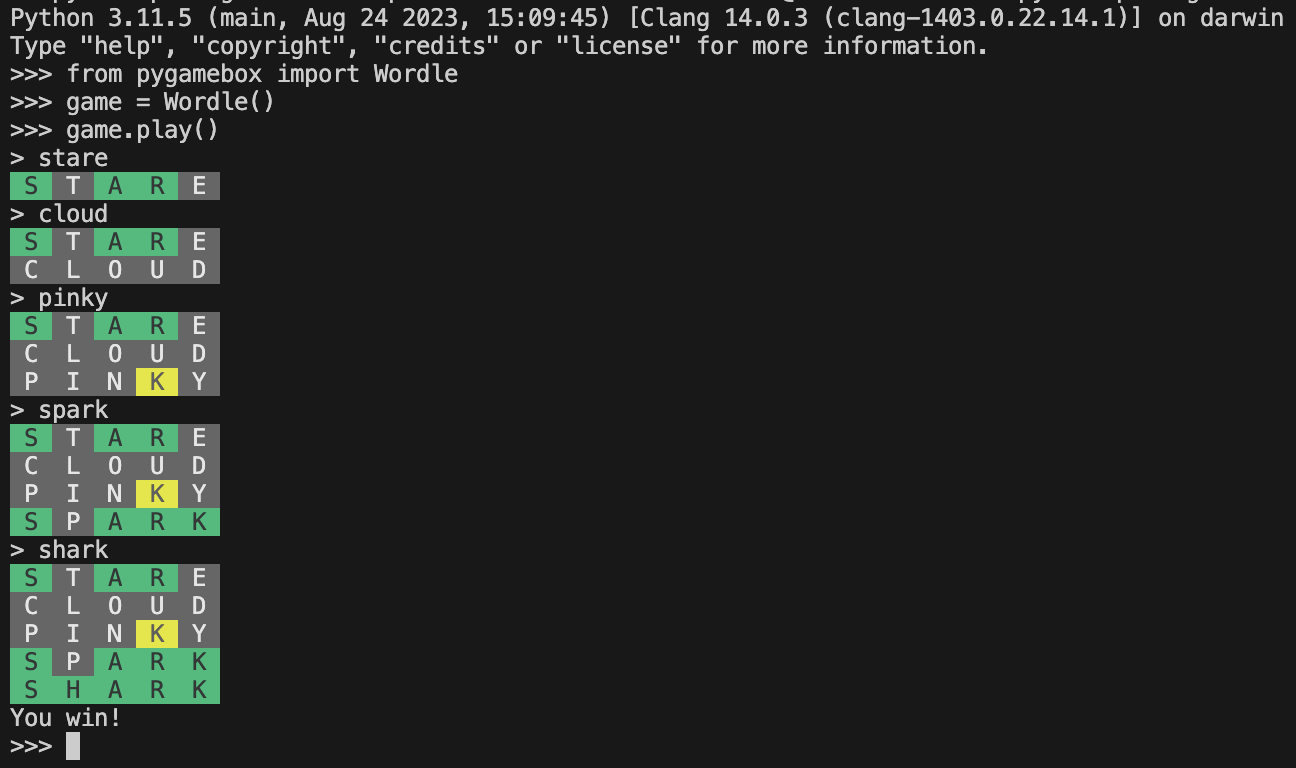 Python 3.11.5 (main, Aug 24 2023, 15:09:45) [Clang 14.0.3 (clang-1403.0.22.14.1)] on darwin
Type "help", "copyright", "credits" or "license" for more information.
>>> from pygamebox import Wordle
>>> game = Wordle()
>>> game.play()
> stare
S T A R E
> cloud
S T A R E
C L O U D
> pinky
S T A R E
C L O U D
P I N K Y
> spark
S T A R E
C L O U D
P I N K Y
S P A R K
> shark
S T A R E
C L O U D
P I N K Y
S P A R K
S H A R K
You win!
>>>